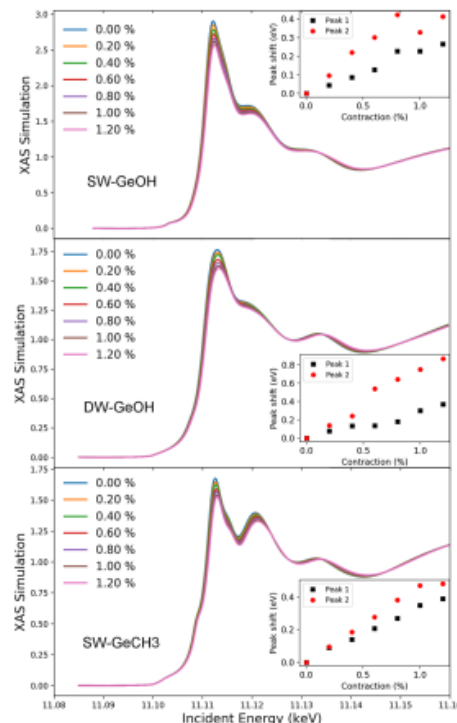 3.0
2.5
2.0
1.5
1.0
0.5
0.0
XAS Simulation
0.00 %
0.20 %
0.40 %
0.60 %
0.80 %
1.00 %
1.20 %
SW-GeOH
0.4
0.3
0.2
0.1
0.0
Peak shift (eV)
Peak 1
Peak 2
0.0 0.5 1.0
Contraction (%)
1.75
1.50
1.25
1.00
0.75
0.50
0.25
0.00
XAS Simulation
0.00 %
0.20 %
0.40 %
0.60 %
0.80 %
1.00 %
1.20 %
DW-GeOH
0.8
0.6
0.4
0.2
0.0
Peak shift (eV)
Peak 1
Peak 2
0.0 0.5 1.0
Contraction (%)
1.75
1.50
1.25
1.00
0.75
0.50
0.25
0.00
XAS Simulation
0.00 %
0.20 %
0.40 %
0.60 %
0.80 %
1.00 %
1.20 %
SW-GeCH3
0.4
0.2
0.0
Peak shift (eV)
Peak 1
Peak 2
0.0 0.5 1.0
Contraction (%)
11.08 11.09 11.10 11.11 11.12 11.13 11.14 11.15 11.16
Incident Energy (keV)